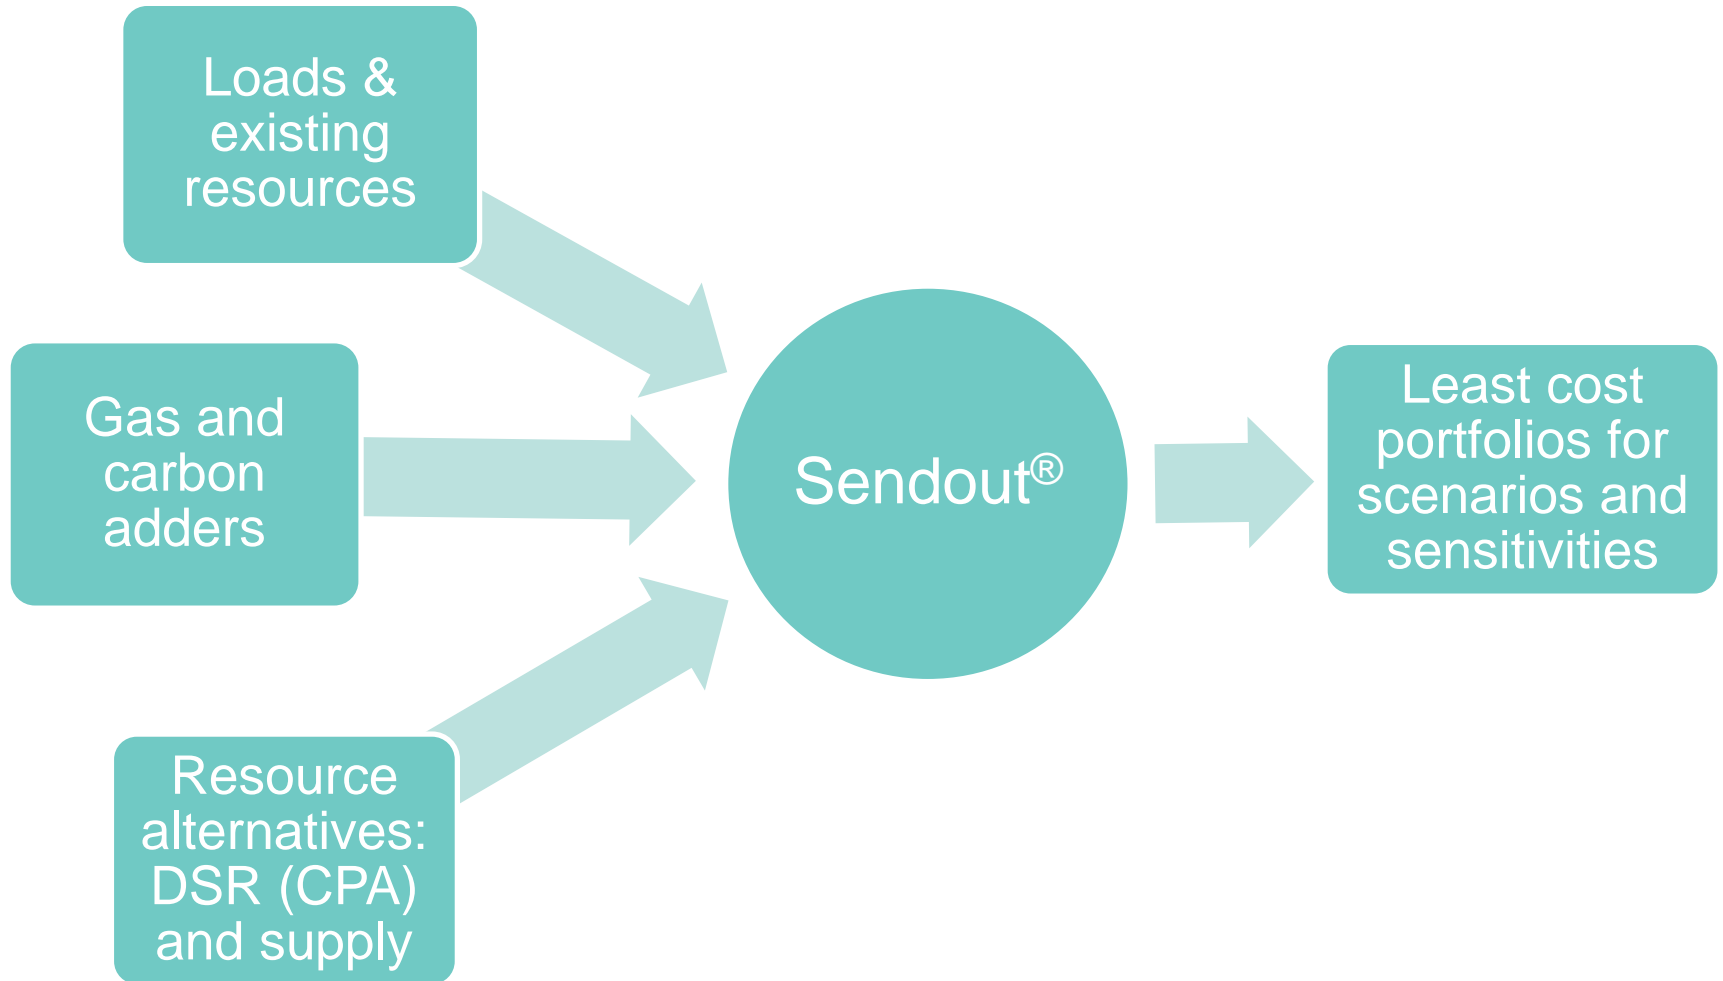 Loads &
existing
resources
Gas and
carbon
adders
Resource
alternatives:
DSR (CPA)
and supply
Sendout®
Least cost
portfolios for
scenarios and
sensitivities